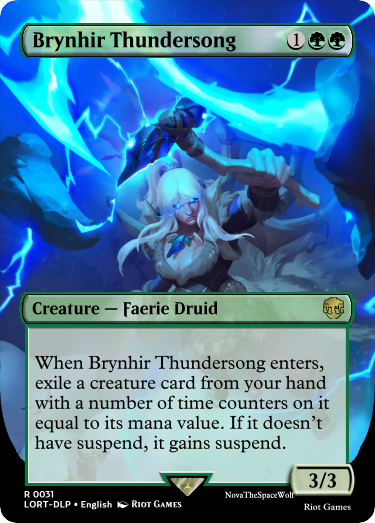 Brynhir Thundersong 1
Creature — Faerie Druid
When Brynhir Thundersong enters,
exile a creature card from your hand
with a number of time counters on it
equal to its mana value. If it doesn't
have suspend, it gains suspend.
3/3
R 0031
NovaTheSpaceWolf
LORT-DLP • English Riot Games
Riot Games